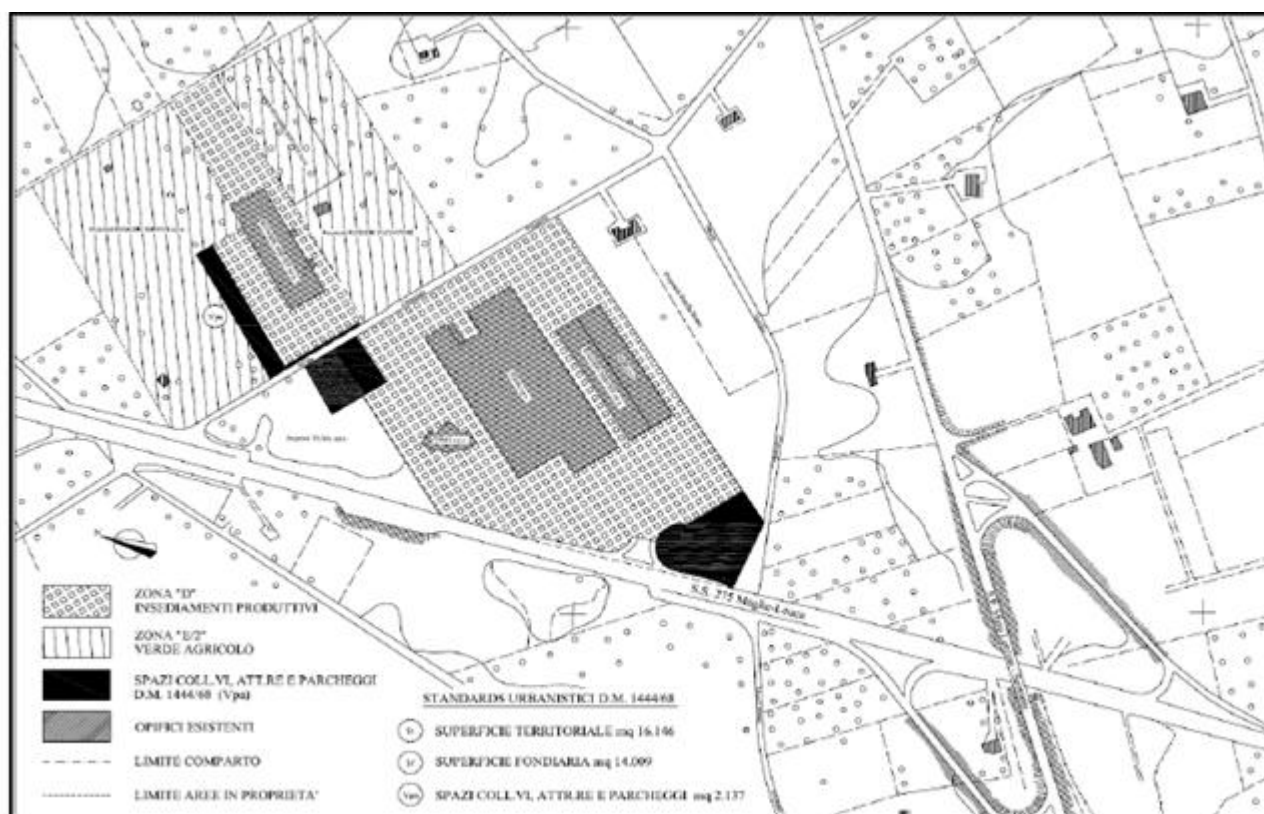 S.S. 275 Maglie-Leuca
ZONA "D"
INSEDIAMENTI PRODUTTIVI
ZONA "E/2"
VERDE AGRICOLO
SPAZI COLL.VI, ATT.RE E PARCHEGGI
D.M. 1444/68 (Vpa)
OPIFICI ESISTENTI
LIMITE COMPARTO
LIMITE AREE IN PROPRIETA'
STANDARDS URBANISTICI D.M. 1444/68
SUPERFICIE TERRITORIALE mq 16.146
SUPERFICIE FONDIARIA mq 14.009
SPAZI COLL.VI, ATTR.RE E PARCHEGGI mq 2.137